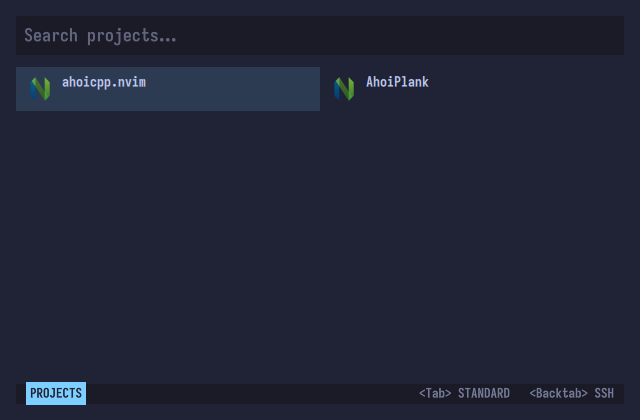 Search projects...
ahoicpp.nvim
AhoiPlank
PROJECTS
<Tab> STANDARD
<Backtab> SSH